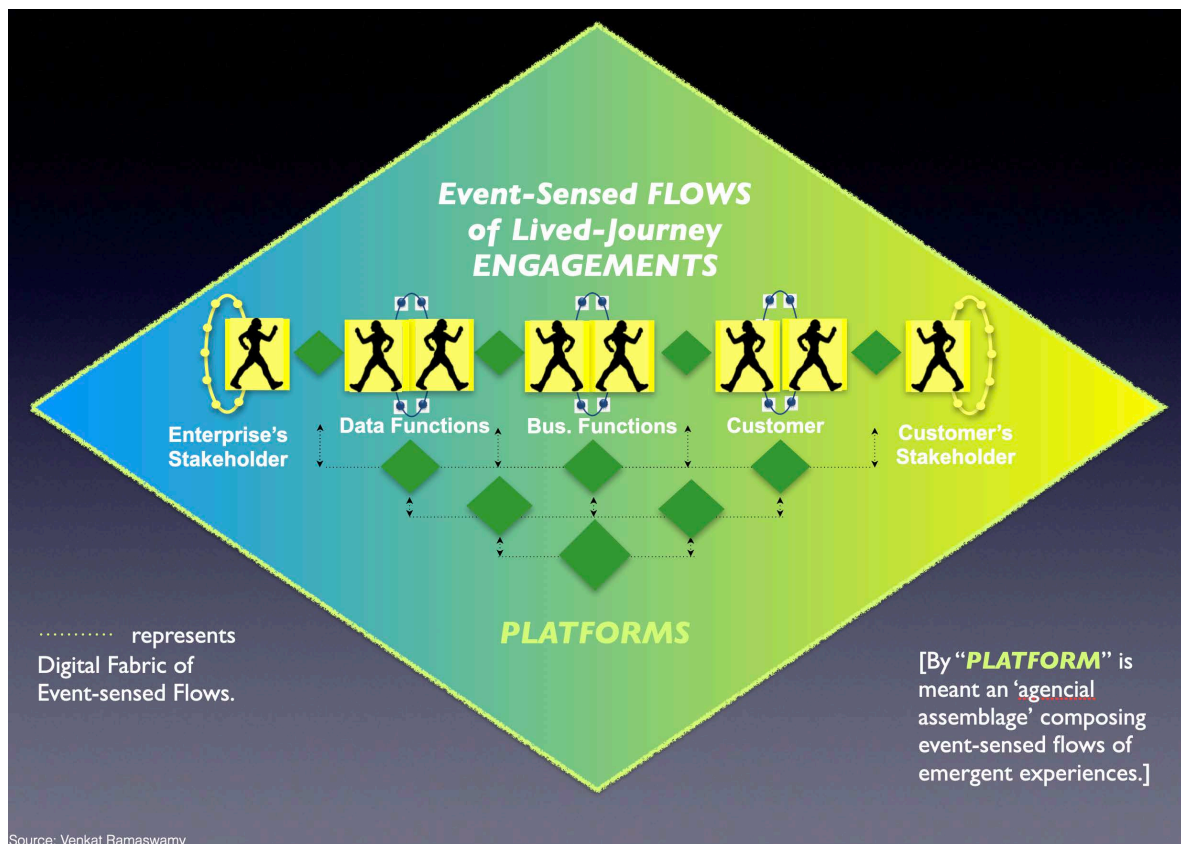 Event-Sensed FLOWS
of Lived-Journey
ENGAGEMENTS
Enterprise's
Stakeholder
Data Functions
Bus. Functions
Customer
Customer's
Stakeholder
PLATFORMS
........... represents
Digital Fabric of
Event-sensed Flows.
[By “PLATFORM” is
meant an ‘agencial
assemblage’ composing
event-sensed flows of
emergent experiences.]
Source: Venkat Ramaswamy